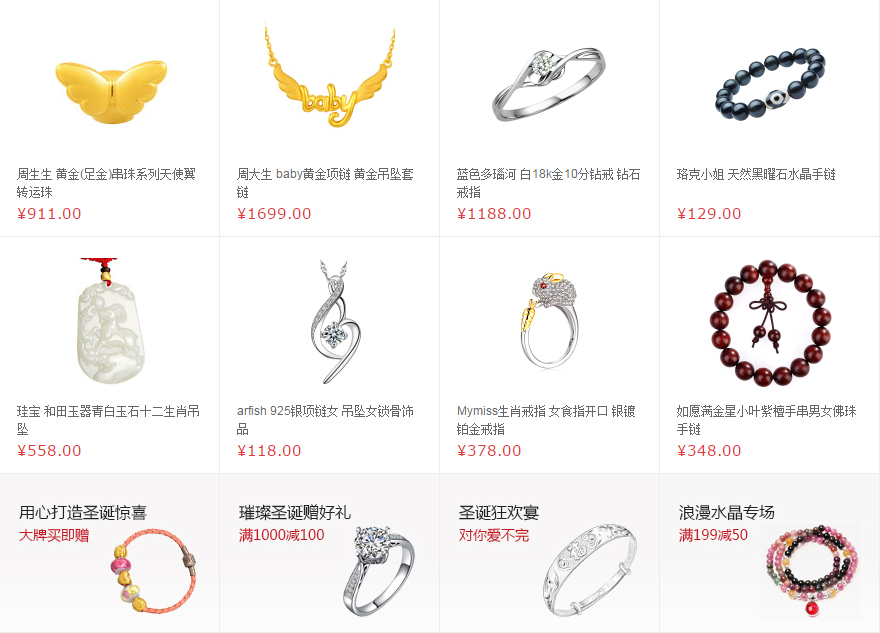 baby
周生生 黄金(足金)串珠系列天使翼
转运珠
¥911.00
周大生 baby黄金项链 黄金吊坠套
链
¥1699.00
蓝色多瑙河 白18k金10分钻戒 钻石
戒指
¥1188.00
珞克小姐 天然黑曜石水晶手链
¥129.00
珪宝 和田玉器青白玉石十二生肖吊
坠
¥558.00
arfish 925银项链女 吊坠女锁骨饰
品
¥118.00
Mymiss生肖戒指 女食指开口 银镀
铂金戒指
¥378.00
如愿满金星小叶紫檀手串男女佛珠
手链
¥348.00
用心打造圣诞惊喜
大牌买即赠
璀璨圣诞赠好礼
满1000减100
圣诞狂欢宴
对你爱不完
浪漫水晶专场
满199减50